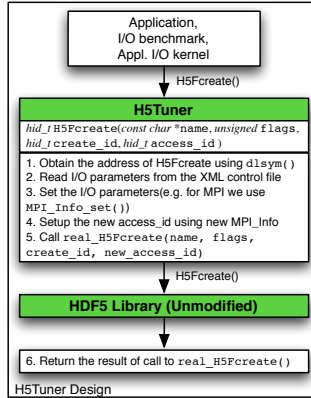 Application,
I/O benchmark,
Appl. I/O kernel
H5Fcreate()
H5Tuner
hid_t H5Fcreate(const char *name, unsigned flags,
hid_t create_id, hid_t access_id )
1. Obtain the address of H5Fcreate using dlsym()
2. Read I/O parameters from the XML control file
3. Set the I/O parameters(e.g. for MPI we use
MPI_Info_set())
4. Setup the new access_id using new MPI_Info
5. Call real_H5Fcreate(name, flags,
create_id, new_access_id)
H5Fcreate()
HDF5 Library (Unmodified)
6. Return the result of call to real_H5Fcreate()
H5Tuner Design